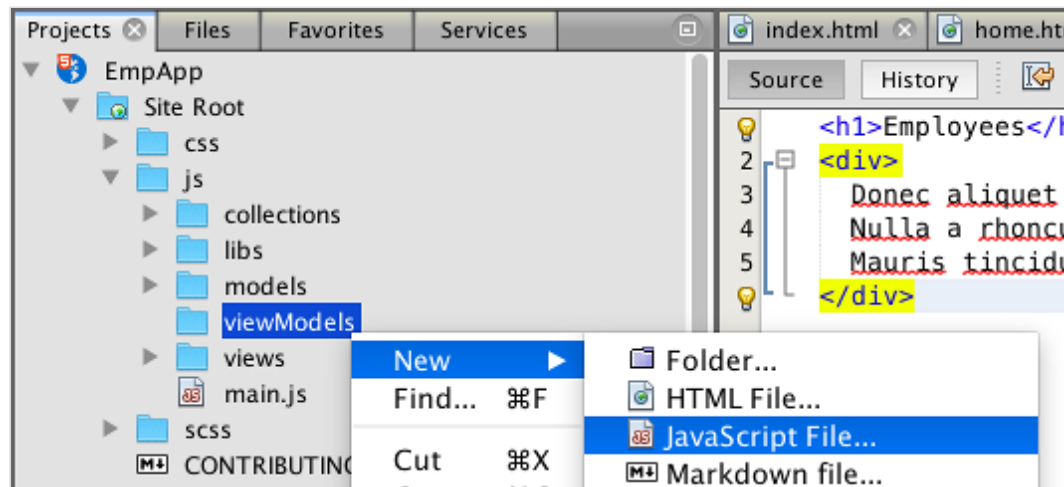 Projects Files Favorites Services
EmpApp
Site Root
css
js
collections
libs
models
viewModels
views
main.js
scss
CONTRIBUTING
New
Find... ⌘F
Cut ⌘X
Folder...
HTML File...
JavaScript File...
Markdown file...
index.html home.ht
Source History
<h1>Employees</h
2 <div>
3 Donec aliquet
4 Nulla a rhoncu
5 Mauris tincidu
</div>